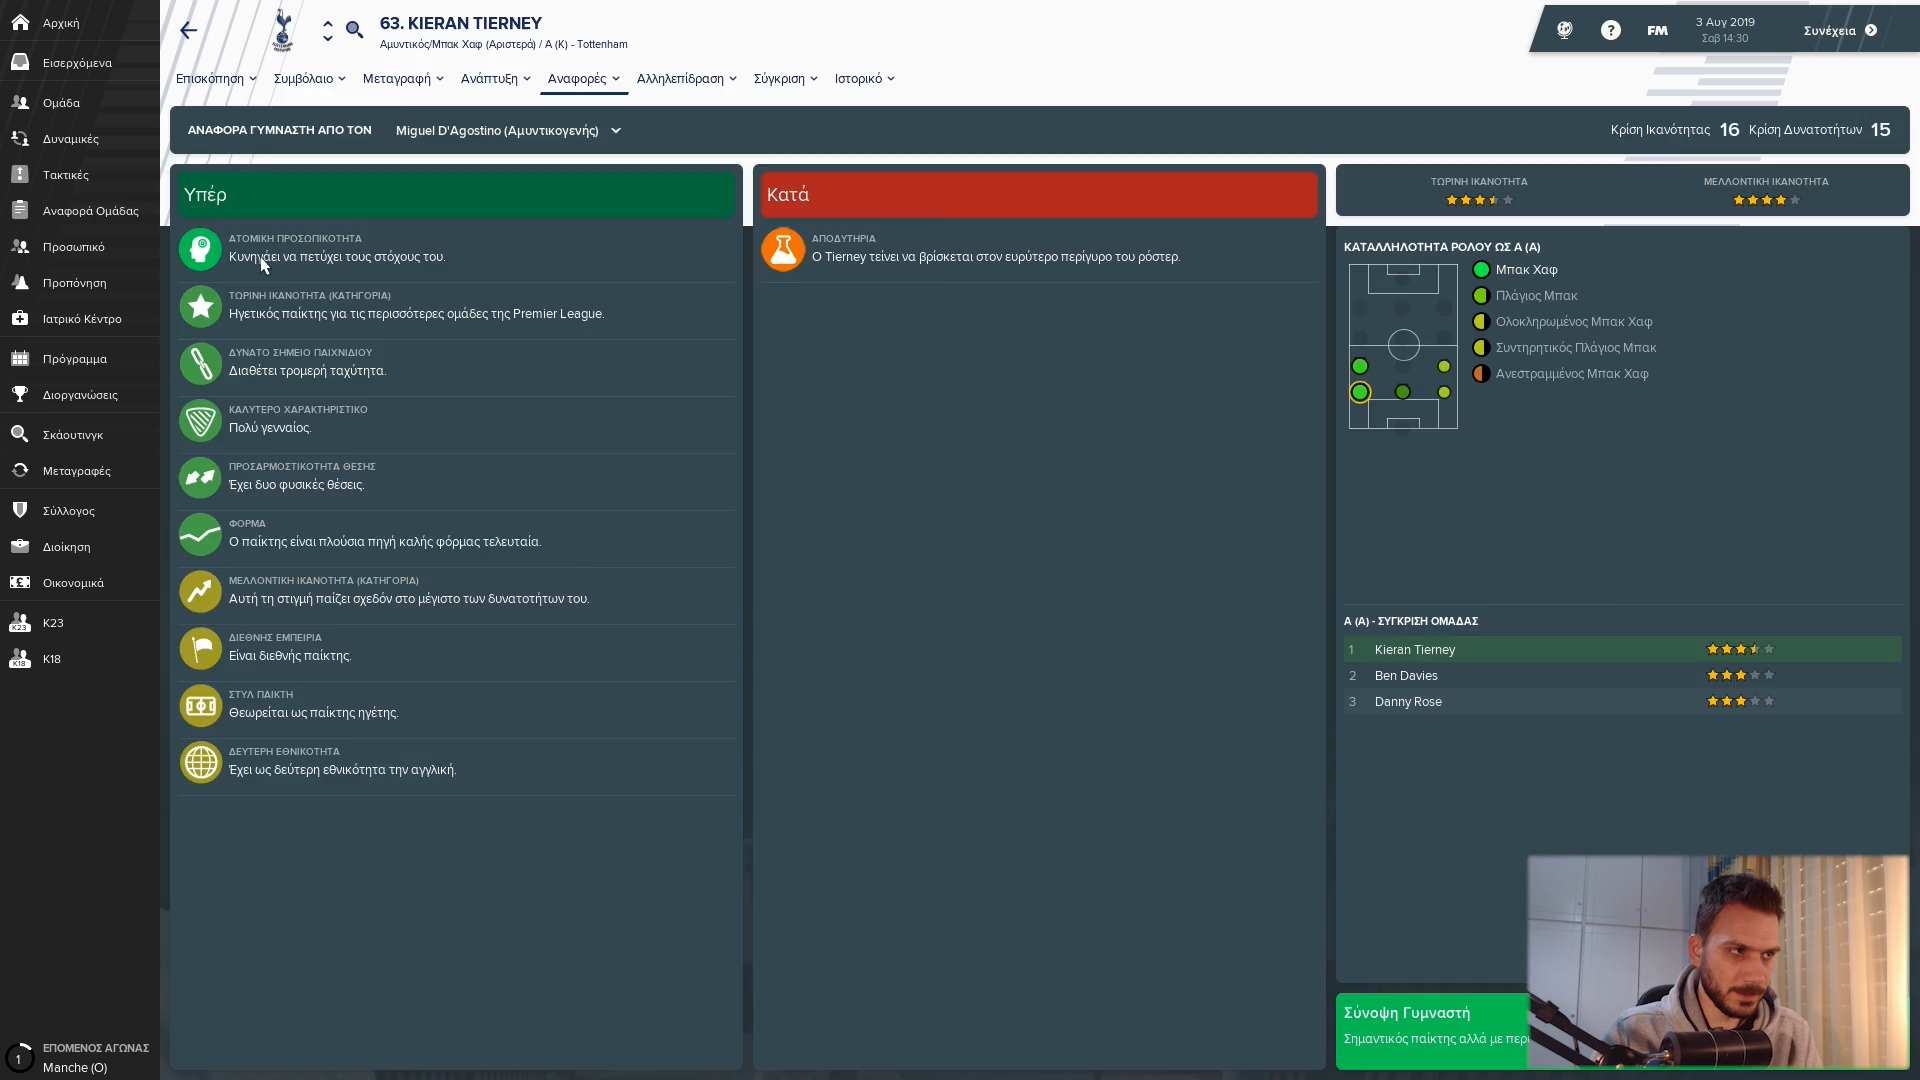 Αρχική
Εισερχόμενα
Ομάδα
Δυναμικές
Τακτικές
Αναφορά Ομάδας
Προσωπικό
Προπόνηση
Ιατρικό Κέντρο
Πρόγραμμα
Διοργανώσεις
Σκάουτινγκ
Μεταγραφές
Σύλλογος
Διοίκηση
Οικονομικά
K23
K23
K18
K18
1
ΕΠΟΜΕΝΟΣ ΑΓΩΝΑΣ
Manche (Ο)
63. KIERAN TIERNEY
Αμυντικός/Μπακ Χαφ (Αριστερά) / Α (Κ) - Tottenham
FM
3 Αυγ 2019
Σαβ 14:30
Συνέχεια
Επισκόπηση
Συμβόλαιο
Μεταγραφή
Ανάπτυξη
Αναφορές
Αλληλεπίδραση
Σύγκριση
Ιστορικό
ΑΝΑΦΟΡΑ ΓΥΜΝΑΣΤΗ ΑΠΟ ΤΟΝ
Miguel D'Agostino (Αμυντικογενής)
Κρίση Ικανότητας 16 Κρίση Δυνατοτήτων 15
Υπέρ
ΑΤΟΜΙΚΗ ΠΡΟΣΩΠΙΚΟΤΗΤΑ
Κυνηγάει να πετύχει τους στόχους του.
ΤΩΡΙΝΗ ΙΚΑΝΟΤΗΤΑ (ΚΑΤΗΓΟΡΙΑ)
Ηγετικός παίκτης για τις περισσότερες ομάδες της Premier League.
ΔΥΝΑΤΟ ΣΗΜΕΙΟ ΠΑΙΧΝΙΔΙΟΥ
Διαθέτει τρομερή ταχύτητα.
ΚΑΛΥΤΕΡΟ ΧΑΡΑΚΤΗΡΙΣΤΙΚΟ
Πολύ γενναίος.
ΠΡΟΣΑΡΜΟΣΤΙΚΟΤΗΤΑ ΘΕΣΗΣ
Έχει δυο φυσικές θέσεις.
ΦΟΡΜΑ
Ο παίκτης είναι πλούσια πηγή καλής φόρμας τελευταία.
ΜΕΛΛΟΝΤΙΚΗ ΙΚΑΝΟΤΗΤΑ (ΚΑΤΗΓΟΡΙΑ)
Αυτή τη στιγμή παίζει σχεδόν στο μέγιστο των δυνατοτήτων του.
ΔΙΕΘΝΗΣ ΕΜΠΕΙΡΙΑ
Είναι διεθνής παίκτης.
ΣΤΥΛ ΠΑΙΚΤΗ
Θεωρείται ως παίκτης ηγέτης.
ΔΕΥΤΕΡΗ ΕΘΝΙΚΟΤΗΤΑ
Έχει ως δεύτερη εθνικότητα την αγγλική.
Κατά
ΑΠΟΔΥΤΗΡΙΑ
Ο Tierney τείνει να βρίσκεται στον ευρύτερο περίγυρο του ρόστερ.
ΤΩΡΙΝΗ ΙΚΑΝΟΤΗΤΑ
ΜΕΛΛΟΝΤΙΚΗ ΙΚΑΝΟΤΗΤΑ
ΚΑΤΑΛΛΗΛΟΤΗΤΑ ΡΟΛΟΥ ΩΣ Α (Α)
Μπακ Χαφ
Πλάγιος Μπακ
Ολοκληρωμένος Μπακ Χαφ
Συντηρητικός Πλάγιος Μπακ
Ανεστραμμένος Μπακ Χαφ
Α (Α) - ΣΥΓΚΡΙΣΗ ΟΜΑΔΑΣ
1 Kieran Tierney
2 Ben Davies
3 Danny Rose
Σύνοψη Γυμναστή
Σημαντικός παίκτης αλλά με περι